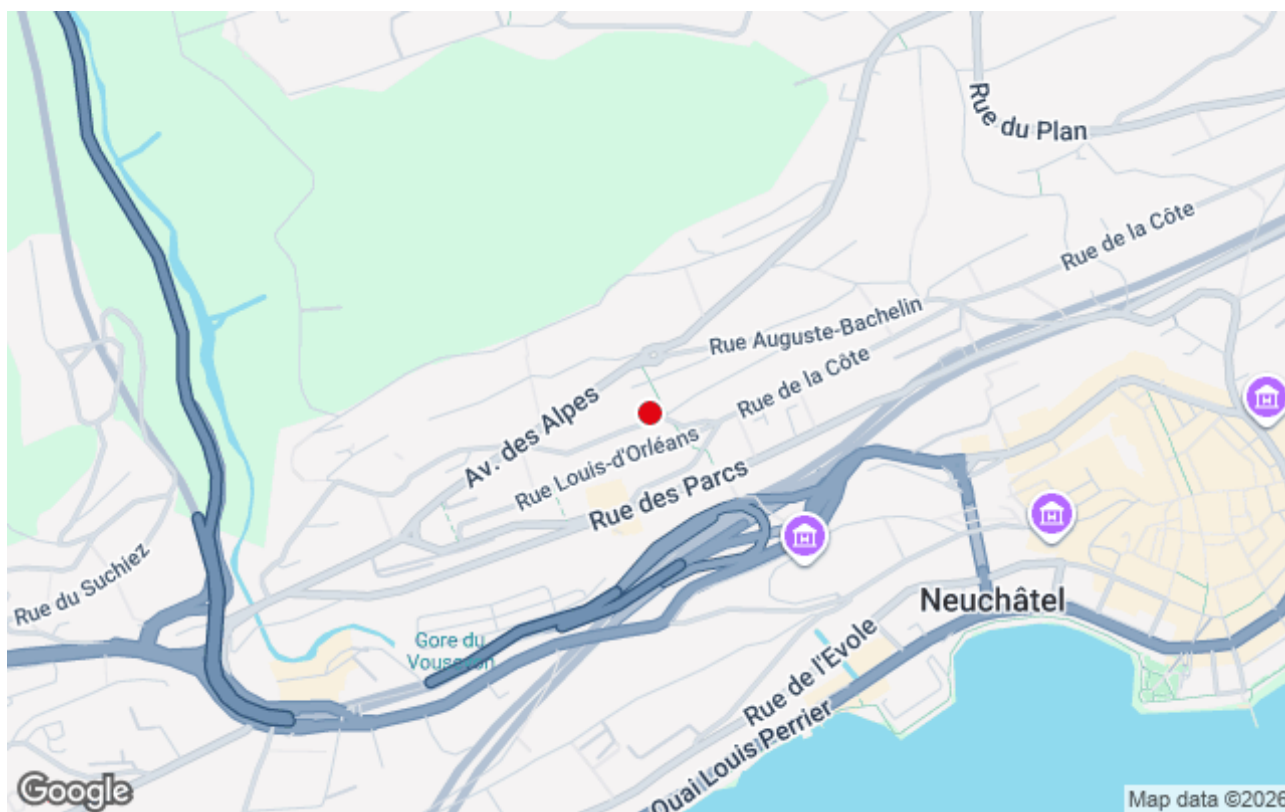 Rue du Plan
Rue de la Côte
Rue Auguste-Bachelin
Rue de la Côte
Av. des Alpes
Rue Louis-d'Orléans
Rue des Parcs
Rue du Suchiez
Neuchâtel
Gore du
Vauseyon
Rue de l'Evole
Quai Louis Perrier
Google
Map data ©2026